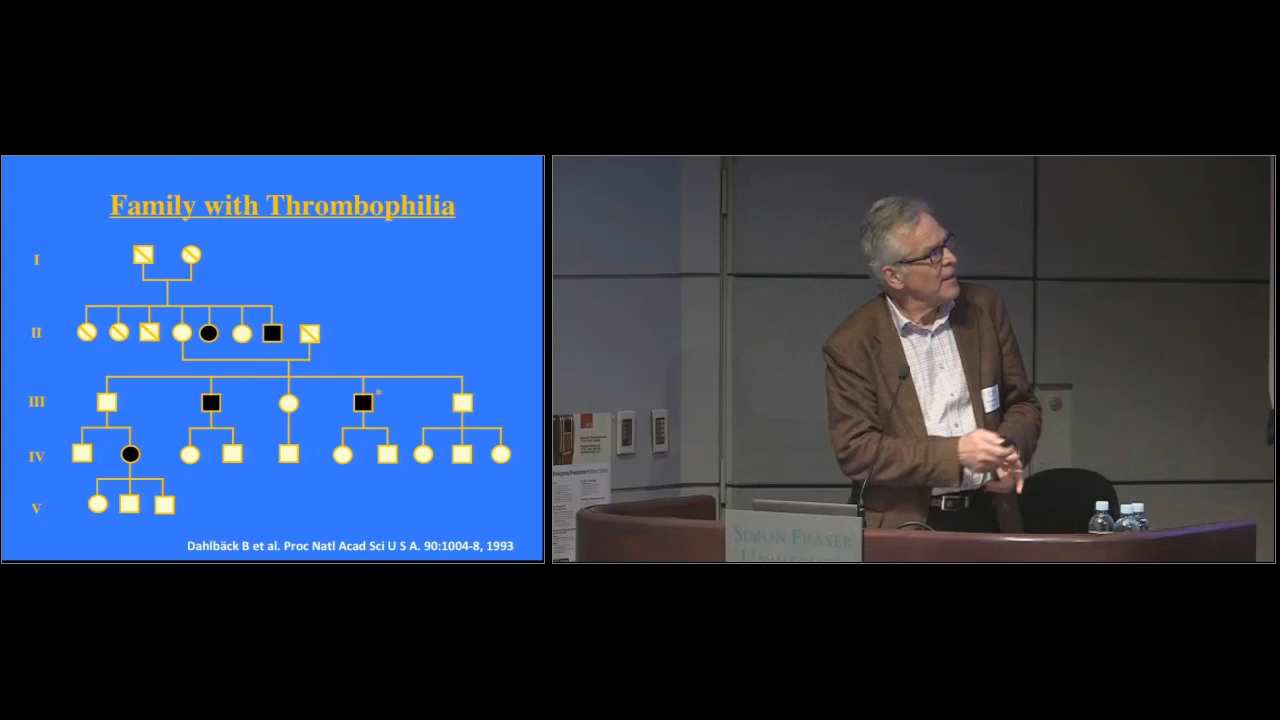 Family with Thrombophilia
I
II
III
*
IV
V
Dahlbäck B et al. Proc Natl Acad Sci U S A. 90:1004-8, 1993
SIMON FRASER
UNIVERSITY